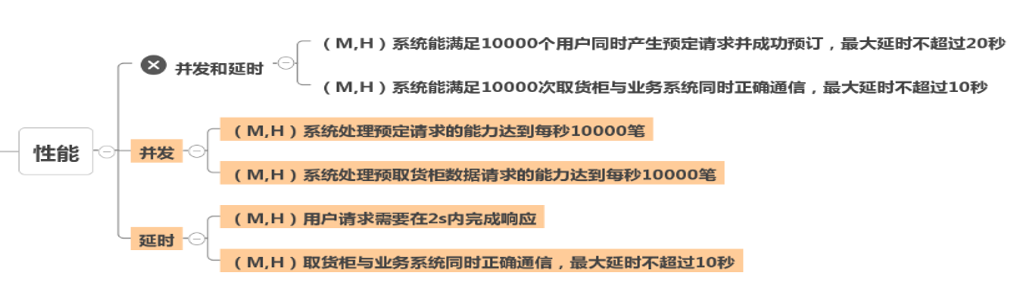 性能
并发和延时
（M,H）系统能满足10000个用户同时产生预定请求并成功预订，最大延时不超过20秒
（M,H）系统能满足10000次取货柜与业务系统同时正确通信，最大延时不超过10秒
并发
（M,H）系统处理预定请求的能力达到每秒10000笔
（M,H）系统处理预取货柜数据请求的能力达到每秒10000笔
延时
（M,H）用户请求需要在2s内完成响应
（M,H）取货柜与业务系统同时正确通信，最大延时不超过10秒